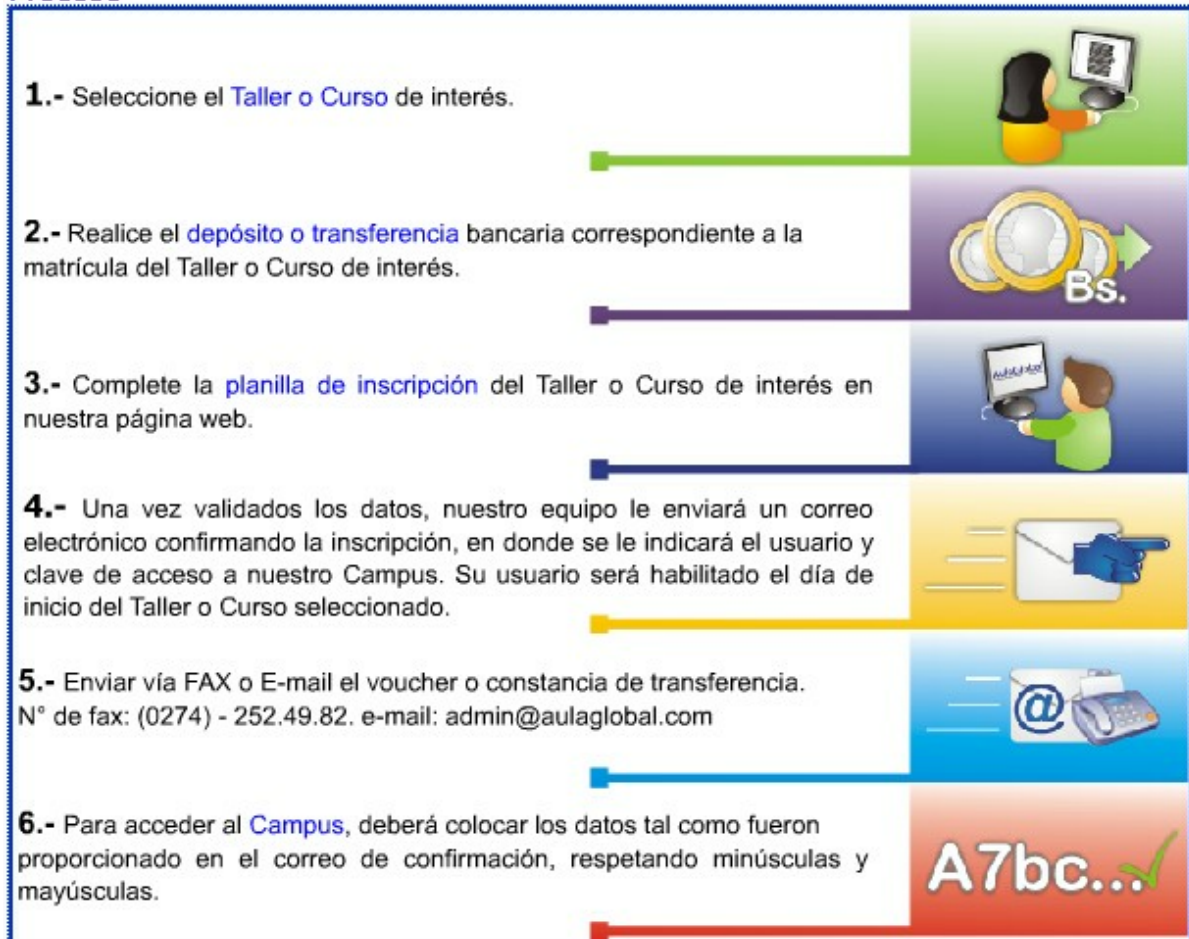 1.- Seleccione el Taller o Curso de interés.
2.- Realice el depósito o transferencia bancaria correspondiente a la
matrícula del Taller o Curso de interés.
Bs.
3.- Complete la planilla de inscripción del Taller o Curso de interés en
nuestra página web.
AulaGlobal
4.- Una vez validados los datos, nuestro equipo le enviará un correo
electrónico confirmando la inscripción, en donde se le indicará el usuario y
clave de acceso a nuestro Campus. Su usuario será habilitado el día de
inicio del Taller o Curso seleccionado.
5.- Enviar vía FAX o E-mail el voucher o constancia de transferencia.
N° de fax: (0274) - 252.49.82. e-mail: admin@aulaglobal.com
@
6.- Para acceder al Campus, deberá colocar los datos tal como fueron
proporcionado en el correo de confirmación, respetando minúsculas y
mayúsculas.
A7bc...